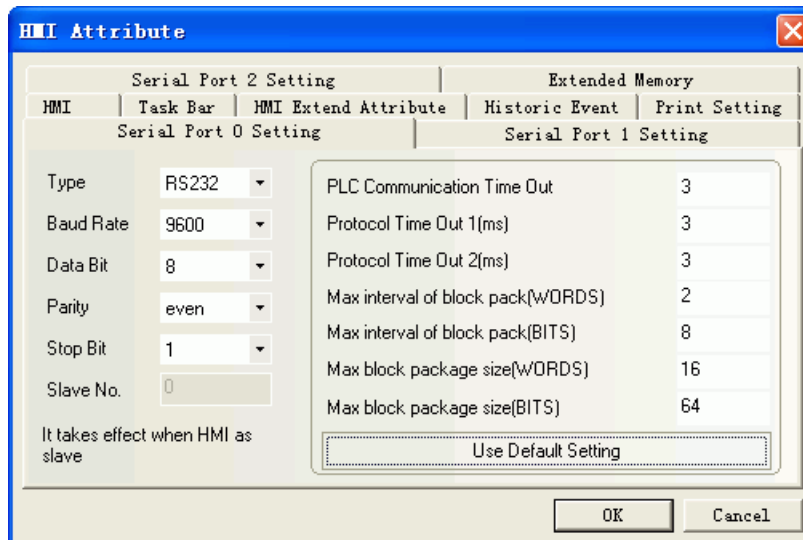 HMI Attribute
Serial Port 2 Setting
Extended Memory
HMI
Task Bar
HMI Extend Attribute
Historic Event
Print Setting
Serial Port 0 Setting
Serial Port 1 Setting
Type RS232
Baud Rate 9600
Data Bit 8
Parity even
Stop Bit 1
Slave No. 0
It takes effect when HMI as
slave
PLC Communication Time Out 3
Protocol Time Out 1(ms) 3
Protocol Time Out 2(ms) 3
Max interval of block pack(WORDS) 2
Max interval of block pack(BITS) 8
Max block package size(WORDS) 16
Max block package size(BITS) 64
Use Default Setting
OK
Cancel